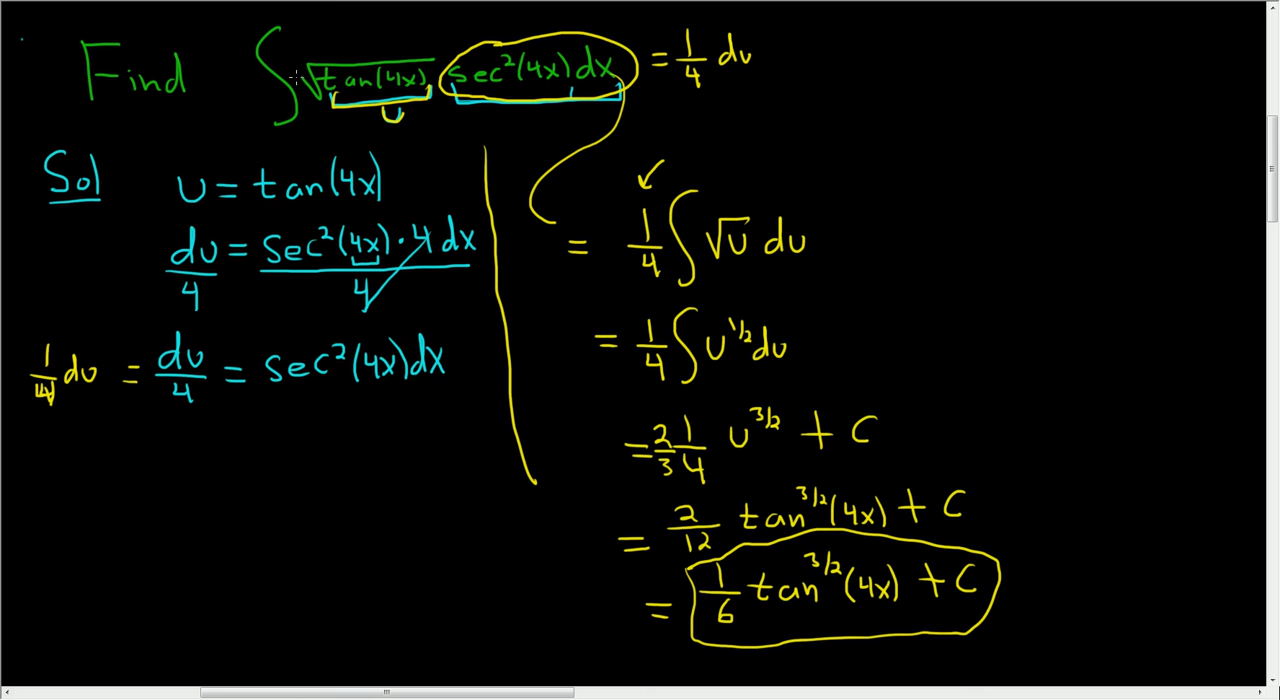 Find ∫ √tan(4x) sec²(4x) dx = 1/4 du
u
Sol u = tan(4x)
du/4 = sec²(4x) · 4 dx / 4
1/4 du = du/4 = sec²(4x) dx
= 1/4 ∫ √u du
= 1/4 ∫ u^1/2 du
= 2/3 1/4 u^3/2 + C
= 2/12 tan^3/2 (4x) + C
= 1/6 tan^3/2 (4x) + C